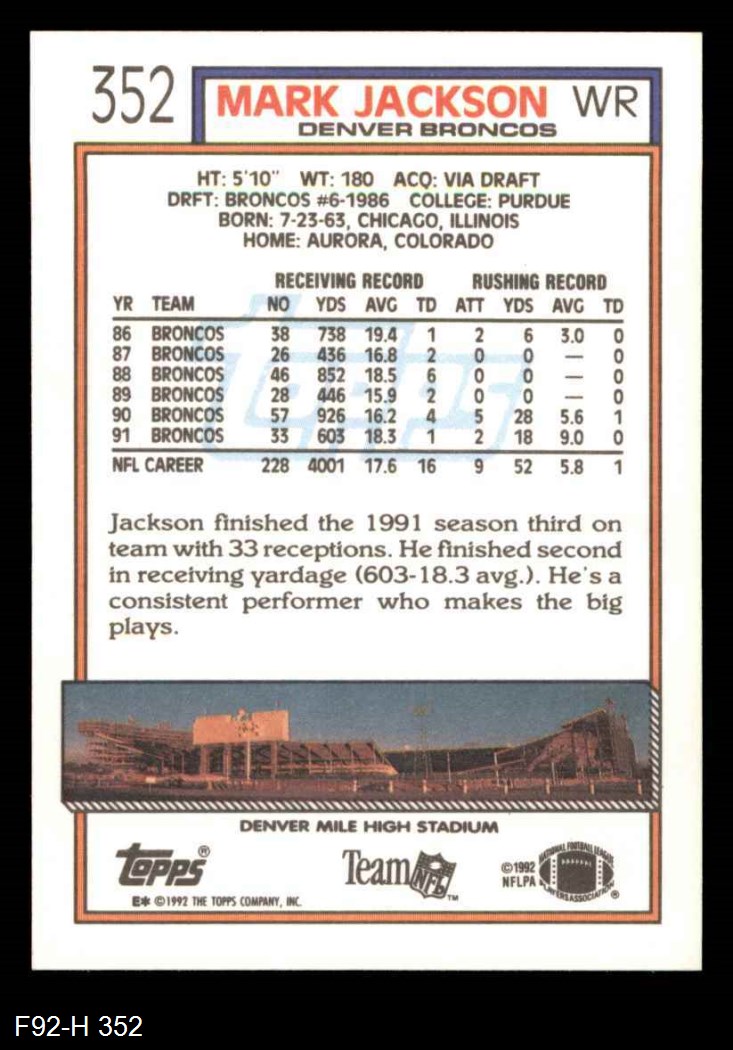 352 MARK JACKSON WR
DENVER BRONCOS
HT: 5'10" WT: 180 ACQ: VIA DRAFT
DRFT: BRONCOS #6-1986 COLLEGE: PURDUE
BORN: 7-23-63, CHICAGO, ILLINOIS
HOME: AURORA, COLORADO
RECEIVING RECORD RUSHING RECORD
YR TEAM NO YDS AVG TD ATT YDS AVG TD
86 BRONCOS 38 738 19.4 1 2 6 3.0 0
87 BRONCOS 26 436 16.8 2 0 0 — 0
88 BRONCOS 46 852 18.5 6 0 0 — 0
89 BRONCOS 28 446 15.9 2 0 0 — 0
90 BRONCOS 57 926 16.2 4 5 28 5.6 1
91 BRONCOS 33 603 18.3 1 2 18 9.0 0
NFL CAREER 228 4001 17.6 16 9 52 5.8 1
topps
Jackson finished the 1991 season third on
team with 33 receptions. He finished second
in receiving yardage (603-18.3 avg.). He's a
consistent performer who makes the big
plays.
DENVER MILE HIGH STADIUM
topps® Team NFL™ ©1992
NFLPA
NATIONAL FOOTBALL LEAGUE
PLAYERS ASSOCIATION ®
E* ©1992 THE TOPPS COMPANY, INC.
F92-H 352